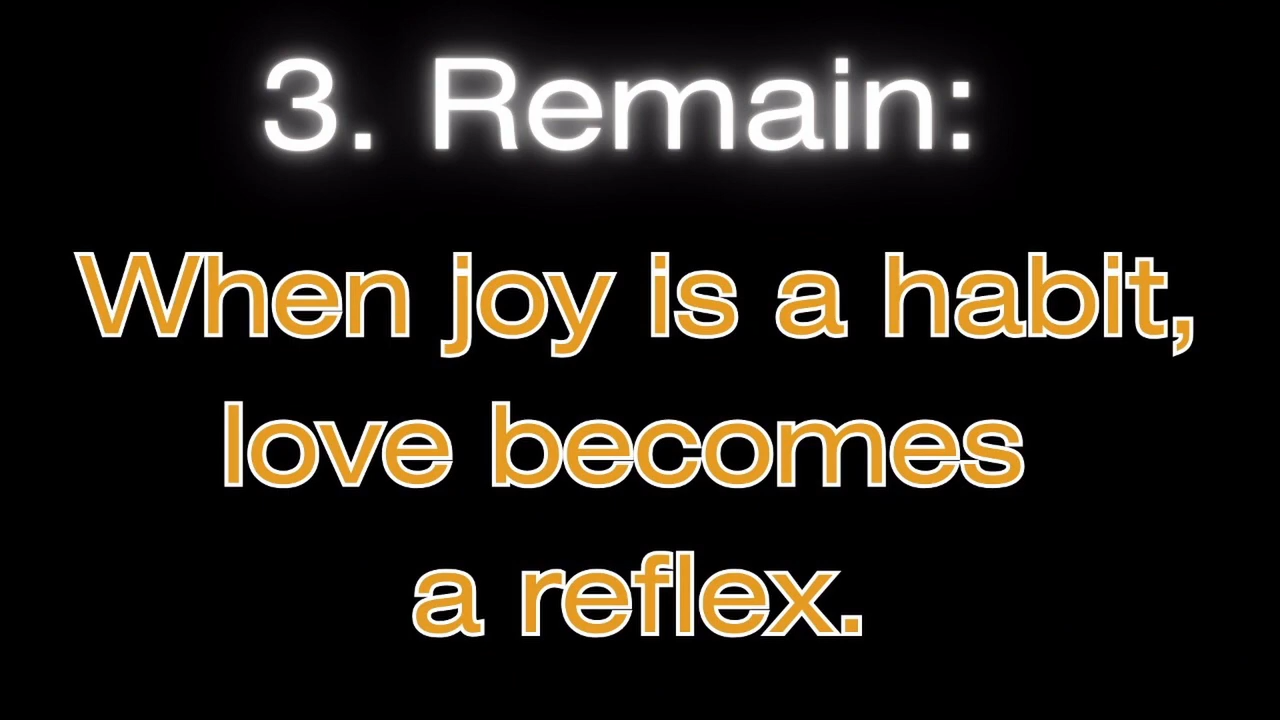 3. Remain:
When joy is a habit,
love becomes
a reflex.